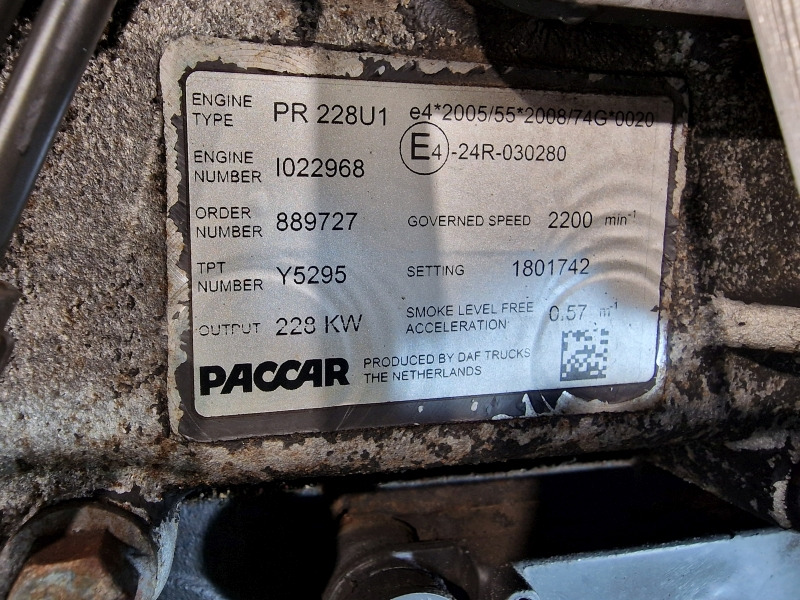 ENGINE TYPE PR 228U1 e4*2005/55*2008/74G*0020
ENGINE NUMBER I022968 E4-24R-030280
ORDER NUMBER 889727 GOVERNED SPEED 2200 min⁻¹
TPT NUMBER Y5295 SETTING 1801742
OUTPUT 228 KW SMOKE LEVEL FREE ACCELERATION 0.57 m⁻¹
PACCAR PRODUCED BY DAF TRUCKS
THE NETHERLANDS